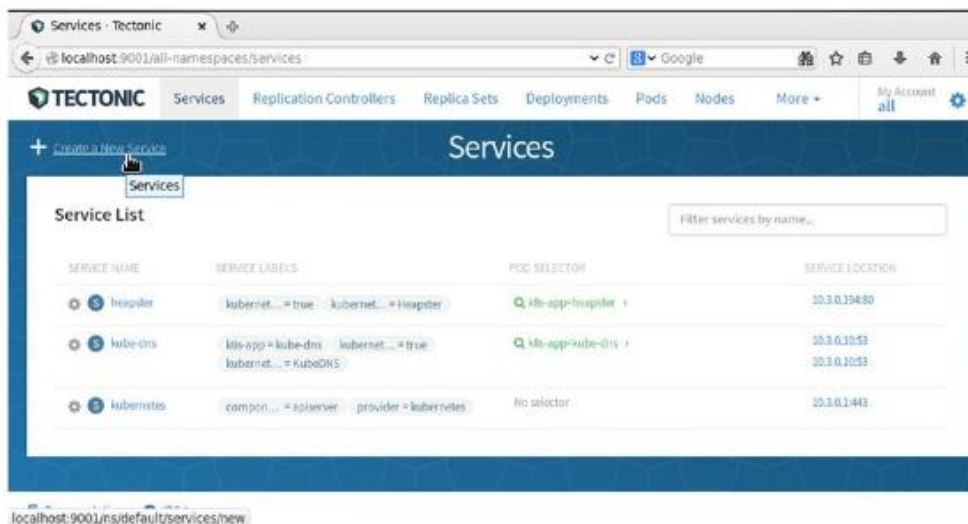 Services · Tectonic
localhost:9001/all-namespaces/services
Google
TECTONIC Services Replication Controllers Replica Sets Deployments Pods Nodes More My Account
all
Create a New Service
Services
Services
Service List
Filter services by name...
SERVICE NAME SERVICE LABELS POD SELECTOR SERVICE LOCATION
S heapster kubernet... = true kubernet... = Heapster k8s-app=heapster 10.3.0.194:80
S kube-dns k8s-app = kube-dns kubernet... = true k8s-app=kube-dns 10.3.0.10:53
kubernet... = KubeDNS 10.3.0.10:53
S kubernetes compon... = apiserver provider = kubernetes No selector 10.3.0.1:443
localhost:9001/ns/default/services/new